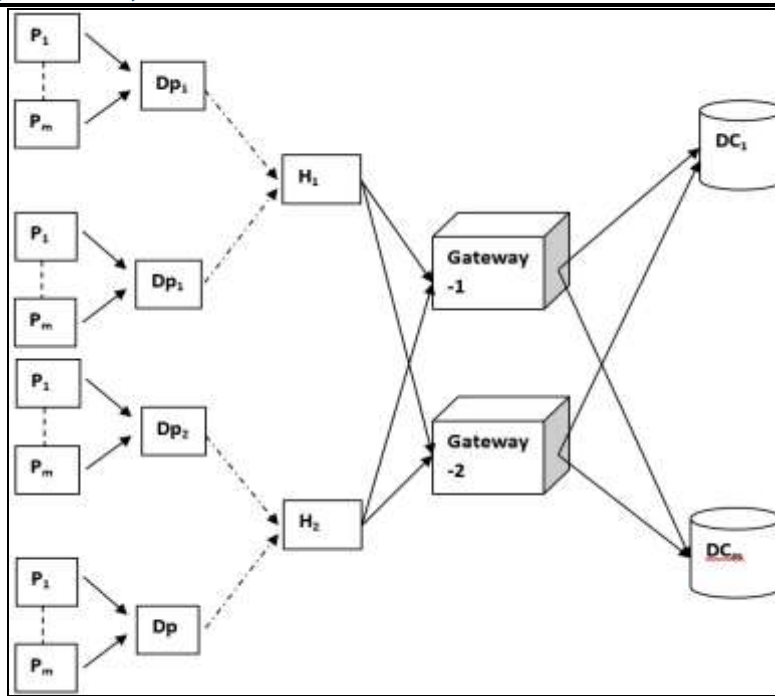 P₁
Dp₁
Pₘ
H₁
P₁
Dp₁
Pₘ
P₁
Dp₂
Pₘ
H₂
P₁
Dp
Pₘ
Gateway
-1
Gateway
-2
DC₁
DCₘ